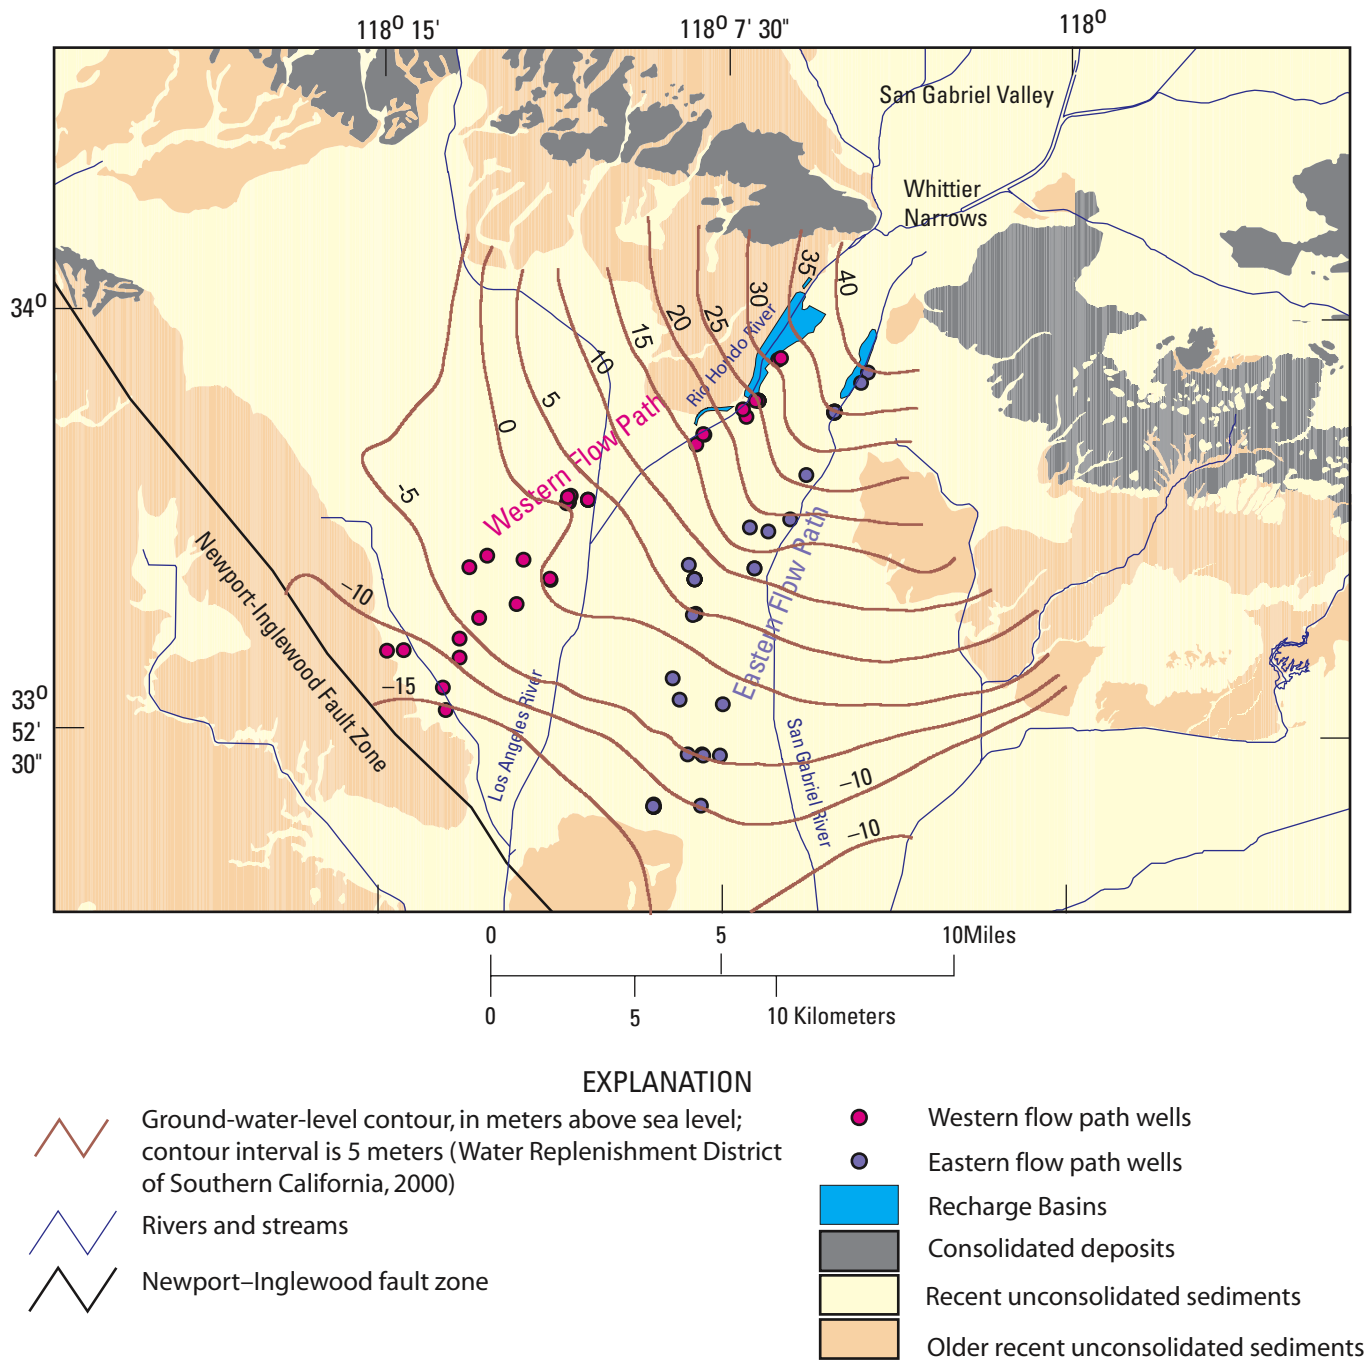 118º 15'
118º 7' 30"
118º
San Gabriel Valley
Whittier
Narrows
34º
35
40
30
25
20
15
10
5
0
-5
Rio Hondo River
Western Flow Path
Eastern Flow Path
Newport-Inglewood Fault Zone
–10
–15
33º
52'
30"
Los Angeles River
San Gabriel River
–10
–10
0
5
10Miles
0
5
10 Kilometers
EXPLANATION
Ground-water-level contour, in meters above sea level;
contour interval is 5 meters (Water Replenishment District
of Southern California, 2000)
Rivers and streams
Newport–Inglewood fault zone
Western flow path wells
Eastern flow path wells
Recharge Basins
Consolidated deposits
Recent unconsolidated sediments
Older recent unconsolidated sediments